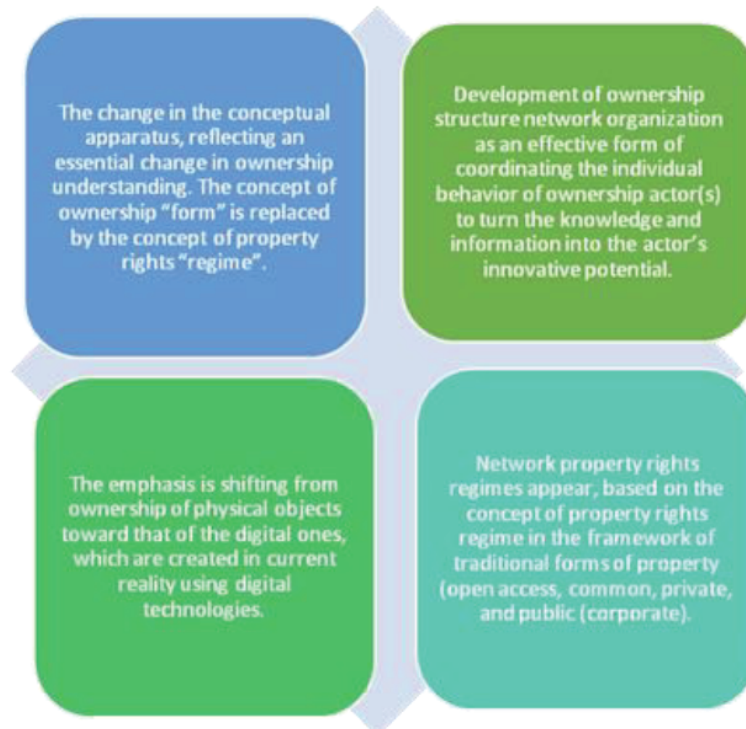 The change in the conceptual
apparatus, reflecting an
essential change in ownership
understanding. The concept of
ownership “form” is replaced
by the concept of property
rights “regime”.
Development of ownership
structure network organization
as an effective form of
coordinating the individual
behavior of ownership actor(s)
to turn the knowledge and
information into the actor’s
innovative potential.
The emphasis is shifting from
ownership of physical objects
toward that of the digital ones,
which are created in current
reality using digital
technologies.
Network property rights
regimes appear, based on the
concept of property rights
regime in the framework of
traditional forms of property
(open access, common, private,
and public (corporate).